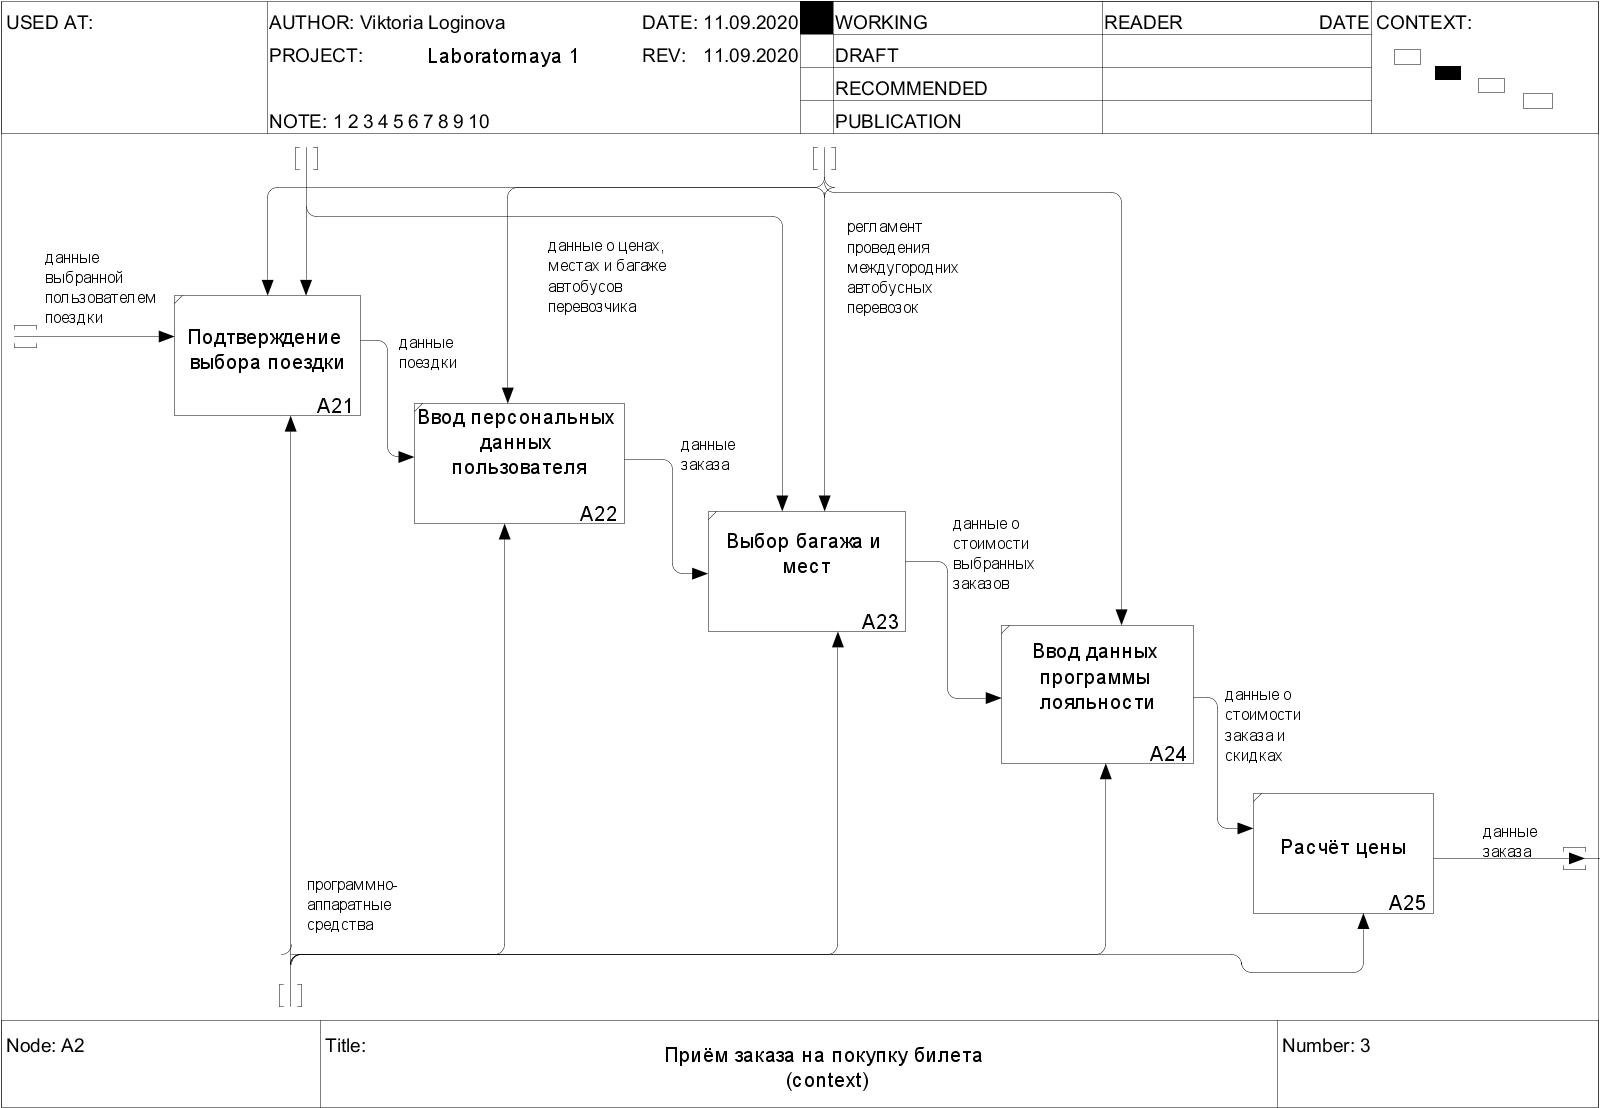 USED AT:
AUTHOR: Viktoria Loginova
DATE: 11.09.2020
PROJECT: Laboratornaya 1
REV: 11.09.2020
NOTE: 1 2 3 4 5 6 7 8 9 10
WORKING
DRAFT
RECOMMENDED
PUBLICATION
READER
DATE
CONTEXT:
данные
выбранной
пользователем
поездки
Подтверждение
выбора поездки
A21
данные
поездки
данные о ценах,
местах и багаже
автобусов
перевозчика
регламент
проведения
междугородних
автобусных
перевозок
Ввод персональных
данных
пользователя
A22
данные
заказа
Выбор багажа и
мест
A23
данные о
стоимости
выбранных
заказов
Ввод данных
программы
лояльности
A24
данные о
стоимости
заказа и
скидках
Расчёт цены
A25
данные
заказа
программно-
аппаратные
средства
Node: A2
Title:
Приём заказа на покупку билета
(context)
Number: 3